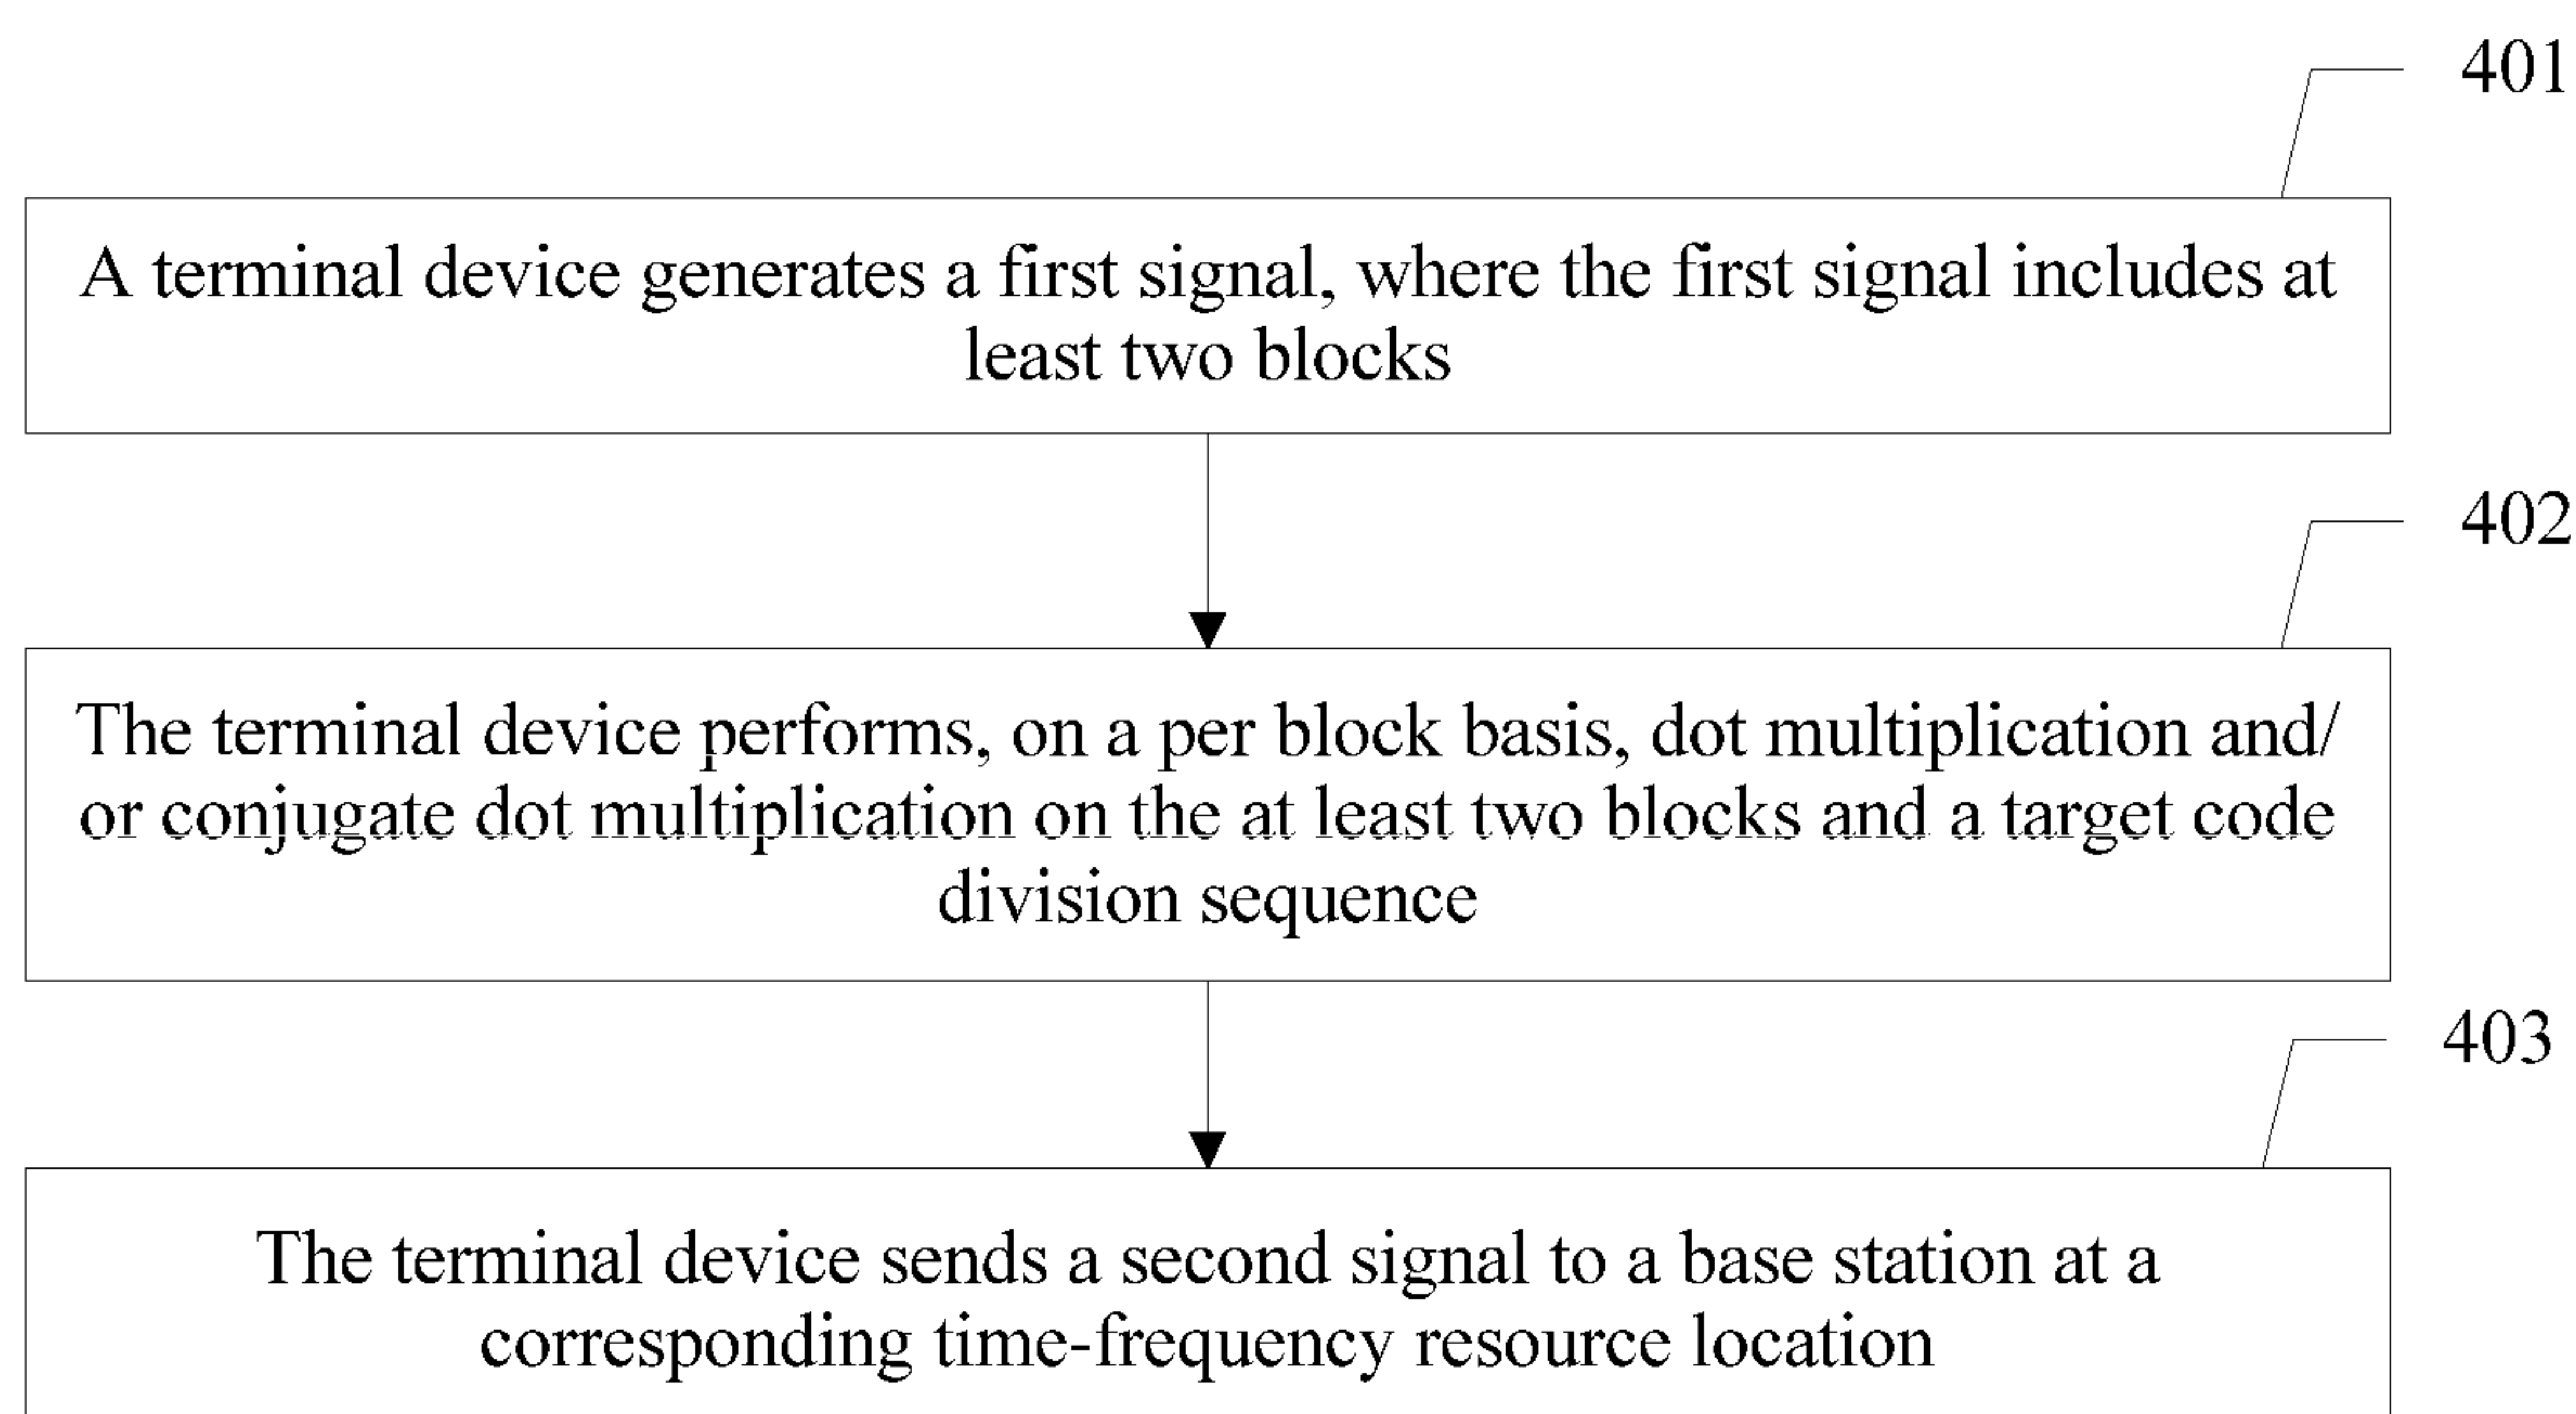 401
A terminal device generates a first signal, where the first signal includes at
least two blocks
402
The terminal device performs, on a per block basis, dot multiplication and/
or conjugate dot multiplication on the at least two blocks and a target code
division sequence
403
The terminal device sends a second signal to a base station at a
corresponding time-frequency resource location